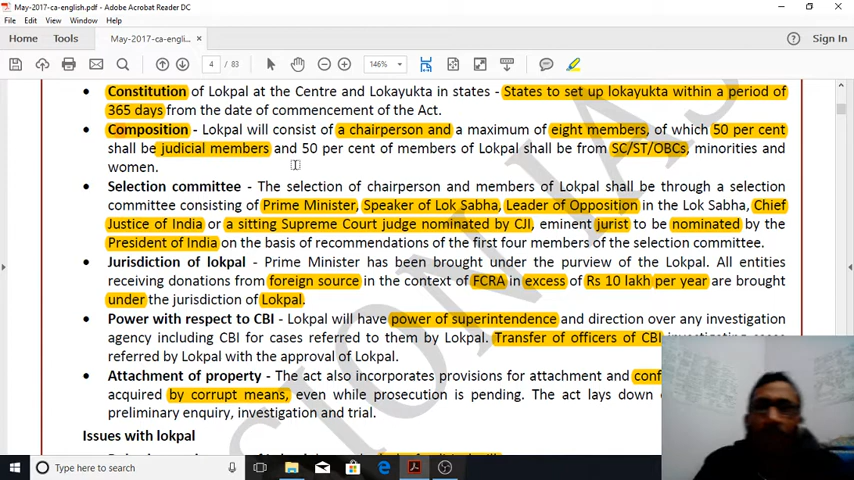 May-2017-ca-english.pdf - Adobe Acrobat Reader DC
File Edit View Window Help
Home Tools May-2017-ca-engli... × Sign In
4 / 83 146%
• Constitution of Lokpal at the Centre and Lokayukta in states - States to set up lokayukta within a period of
365 days from the date of commencement of the Act.
• Composition - Lokpal will consist of a chairperson and a maximum of eight members, of which 50 per cent
shall be judicial members and 50 per cent of members of Lokpal shall be from SC/ST/OBCs, minorities and
women.
• Selection committee - The selection of chairperson and members of Lokpal shall be through a selection
committee consisting of Prime Minister, Speaker of Lok Sabha, Leader of Opposition in the Lok Sabha, Chief
Justice of India or a sitting Supreme Court judge nominated by CJI, eminent jurist to be nominated by the
President of India on the basis of recommendations of the first four members of the selection committee.
• Jurisdiction of lokpal - Prime Minister has been brought under the purview of the Lokpal. All entities
receiving donations from foreign source in the context of FCRA in excess of Rs 10 lakh per year are brought
under the jurisdiction of Lokpal.
• Power with respect to CBI - Lokpal will have power of superintendence and direction over any investigation
agency including CBI for cases referred to them by Lokpal. Transfer of officers of CBI investigating cases
referred by Lokpal with the approval of Lokpal.
• Attachment of property - The act also incorporates provisions for attachment and
acquired by corrupt means, even while prosecution is pending. The act lays down
preliminary enquiry, investigation and trial.
Issues with lokpal
Type here to search